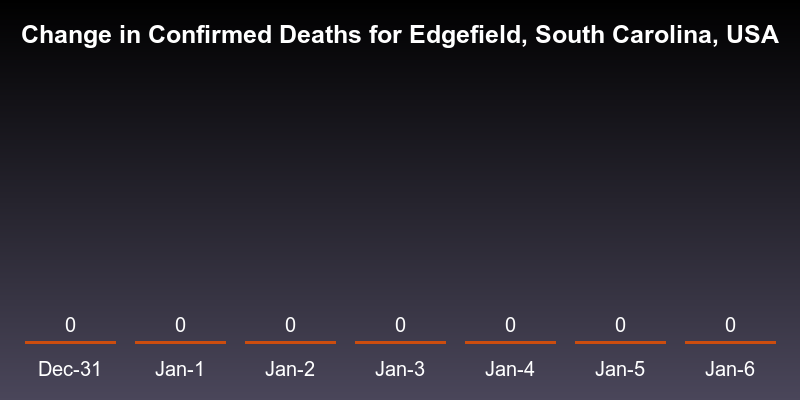 Change in Confirmed Deaths for Edgefield, South Carolina, USA
0 0 0 0 0 0 0
Dec-31 Jan-1 Jan-2 Jan-3 Jan-4 Jan-5 Jan-6